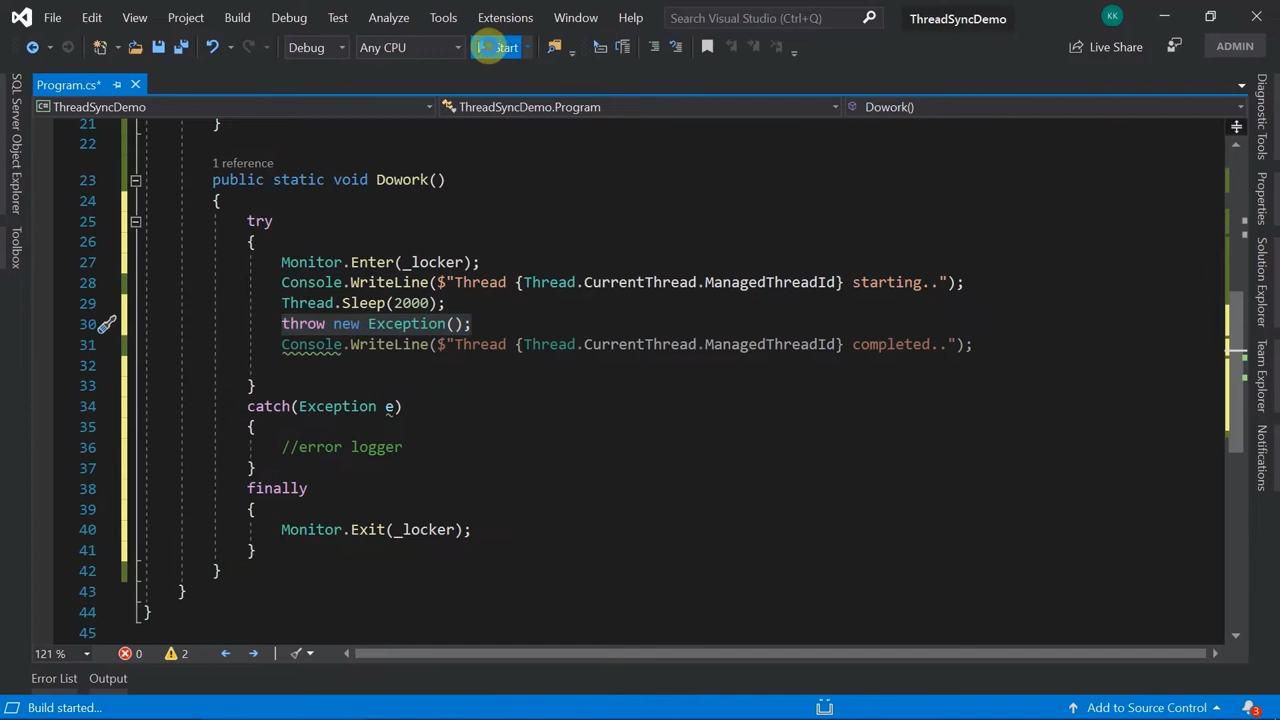 File Edit View Project Build Debug Test Analyze Tools Extensions Window Help Search Visual Studio (Ctrl+Q) ThreadSyncDemo KK
Debug Any CPU Start Live Share ADMIN
Program.cs*
ThreadSyncDemo ThreadSyncDemo.Program Dowork()
SQL Server Object Explorer
Toolbox
21 }
22
1 reference
23 public static void Dowork()
24 {
25 try
26 {
27 Monitor.Enter(_locker);
28 Console.WriteLine($"Thread {Thread.CurrentThread.ManagedThreadId} starting..");
29 Thread.Sleep(2000);
30 throw new Exception();
31 Console.WriteLine($"Thread {Thread.CurrentThread.ManagedThreadId} completed..");
32
33 }
34 catch(Exception e)
35 {
36 //error logger
37 }
38 finally
39 {
40 Monitor.Exit(_locker);
41 }
42 }
43 }
44 }
45
Diagnostic Tools
Properties
Solution Explorer
Team Explorer
Notifications
121 % 0 2
Error List Output
Build started... Add to Source Control 3